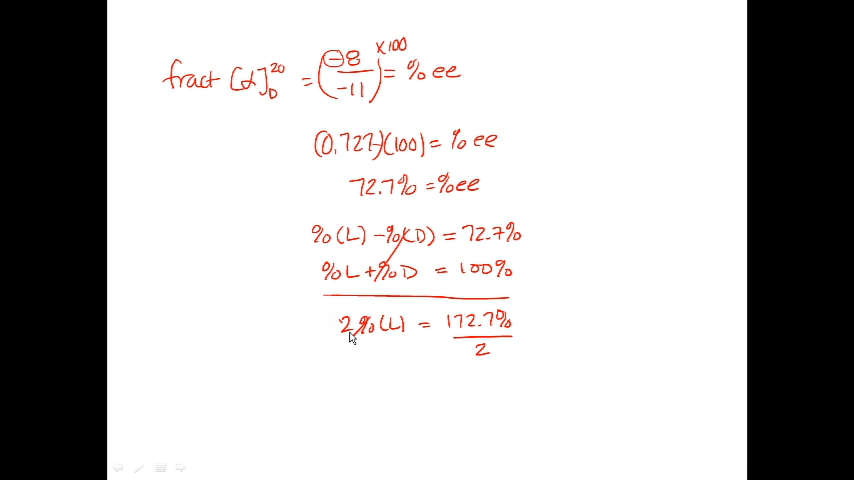 fract [α]D20 = (-8/-11) x100 = % ee
(0.727)(100) = % ee
72.7% = %ee
%(L) - %(D) = 72.7%
%L + %D = 100%
2%(L) = 172.7%/2